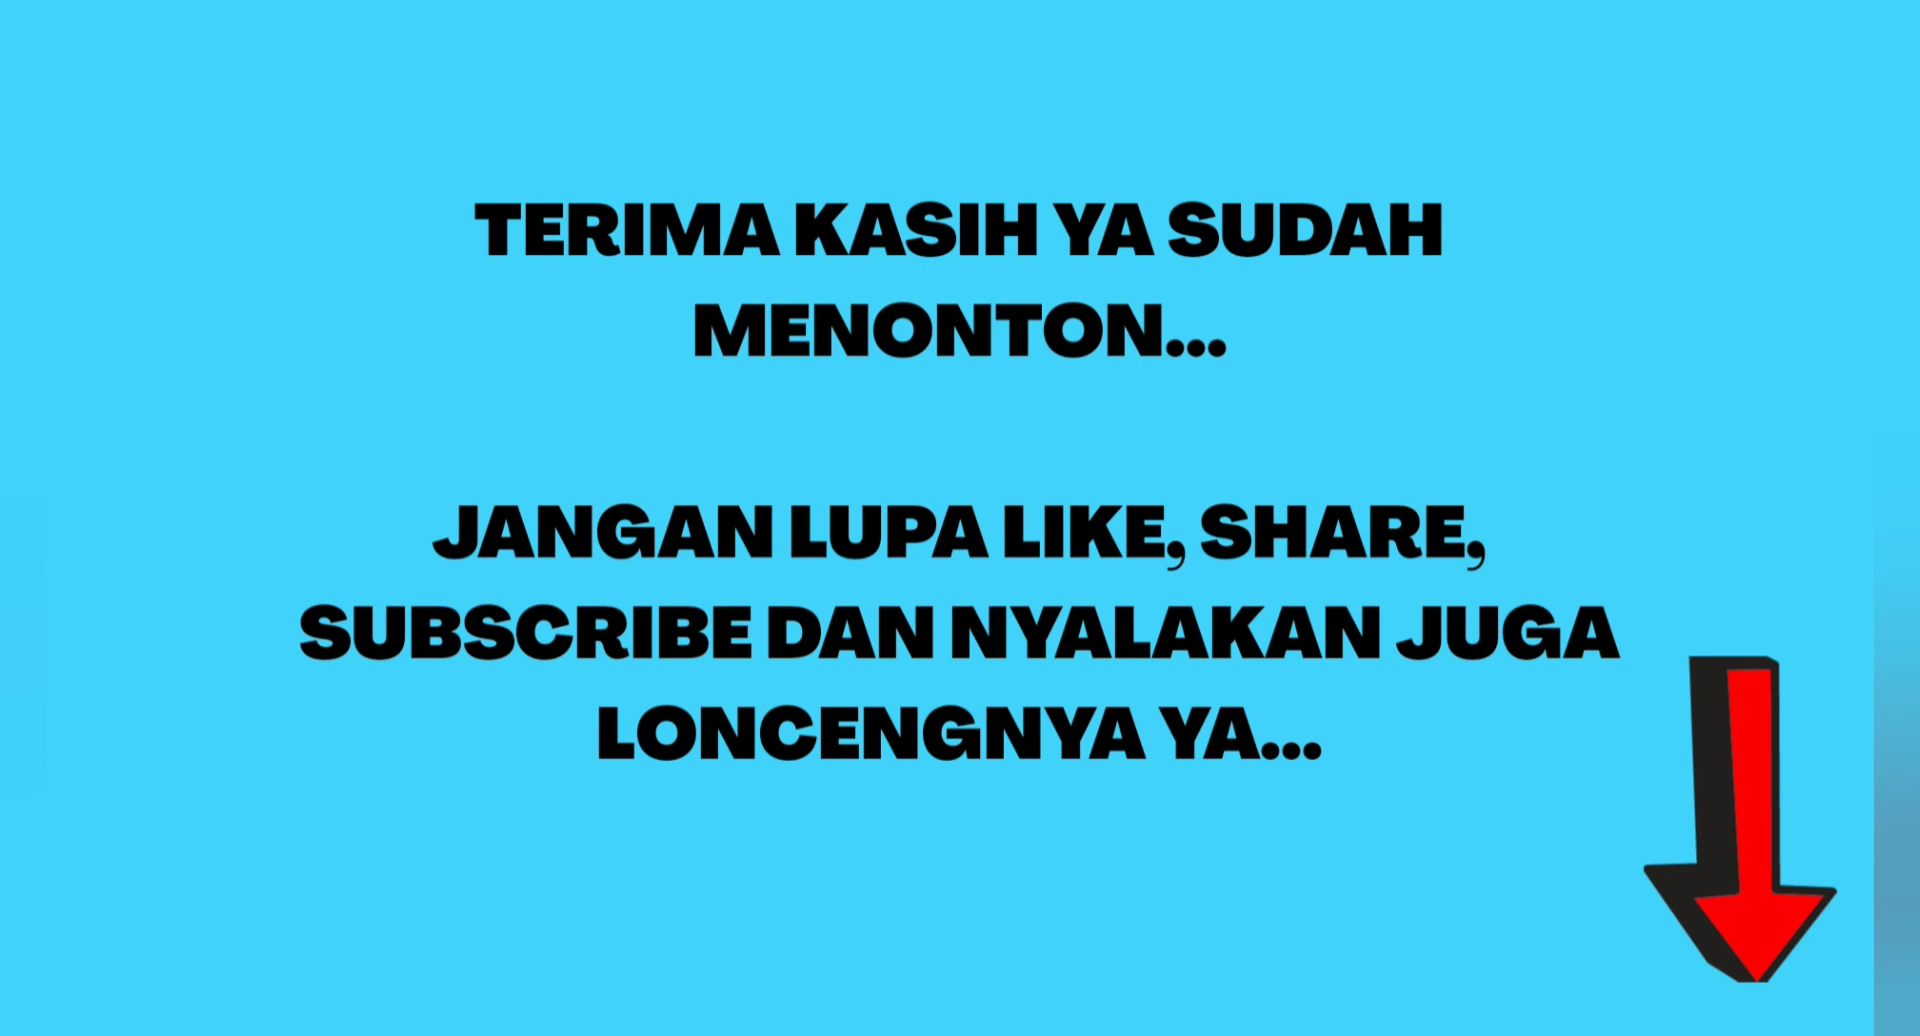 TERIMA KASIH YA SUDAH
MENONTON...
JANGAN LUPA LIKE, SHARE,
SUBSCRIBE DAN NYALAKAN JUGA
LONCENGNYA YA...